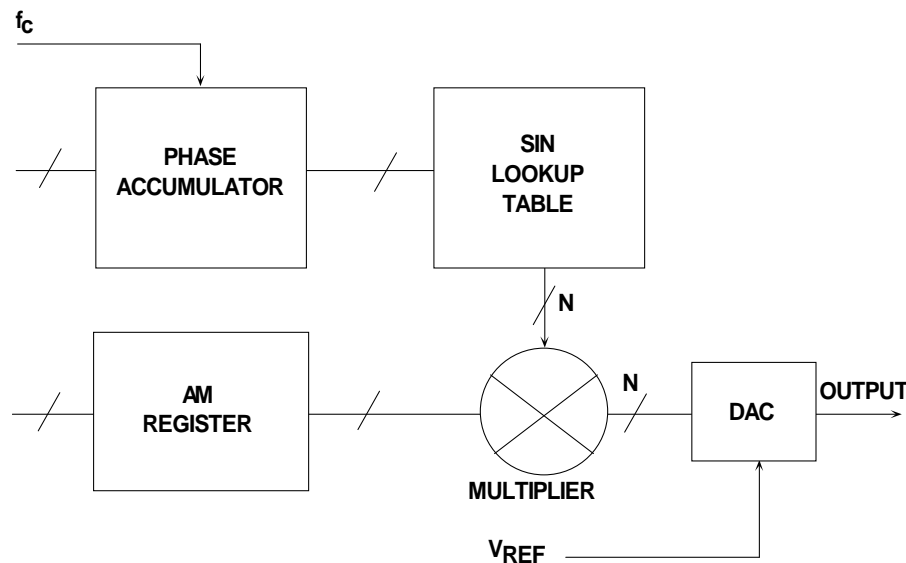 fc
PHASE
ACCUMULATOR
SIN
LOOKUP
TABLE
N
AM
REGISTER
N
DAC
OUTPUT
MULTIPLIER
VREF